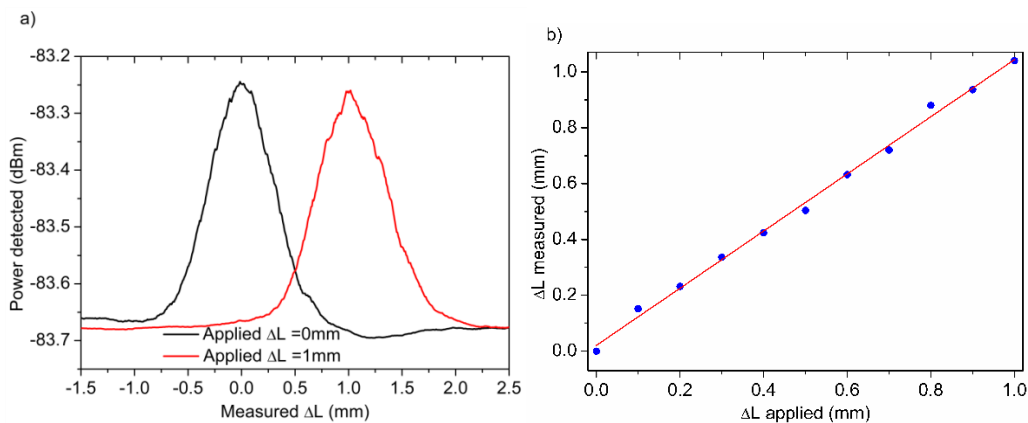 a)
-83.2
-83.3
-83.4
-83.5
-83.6
-83.7
Power detected (dBm)
Applied ΔL =0mm
Applied ΔL =1mm
-1.5 -1.0 -0.5 0.0 0.5 1.0 1.5 2.0 2.5
Measured ΔL (mm)
b)
1.0
0.8
0.6
0.4
0.2
0.0
ΔL measured (mm)
0.0 0.2 0.4 0.6 0.8 1.0
ΔL applied (mm)